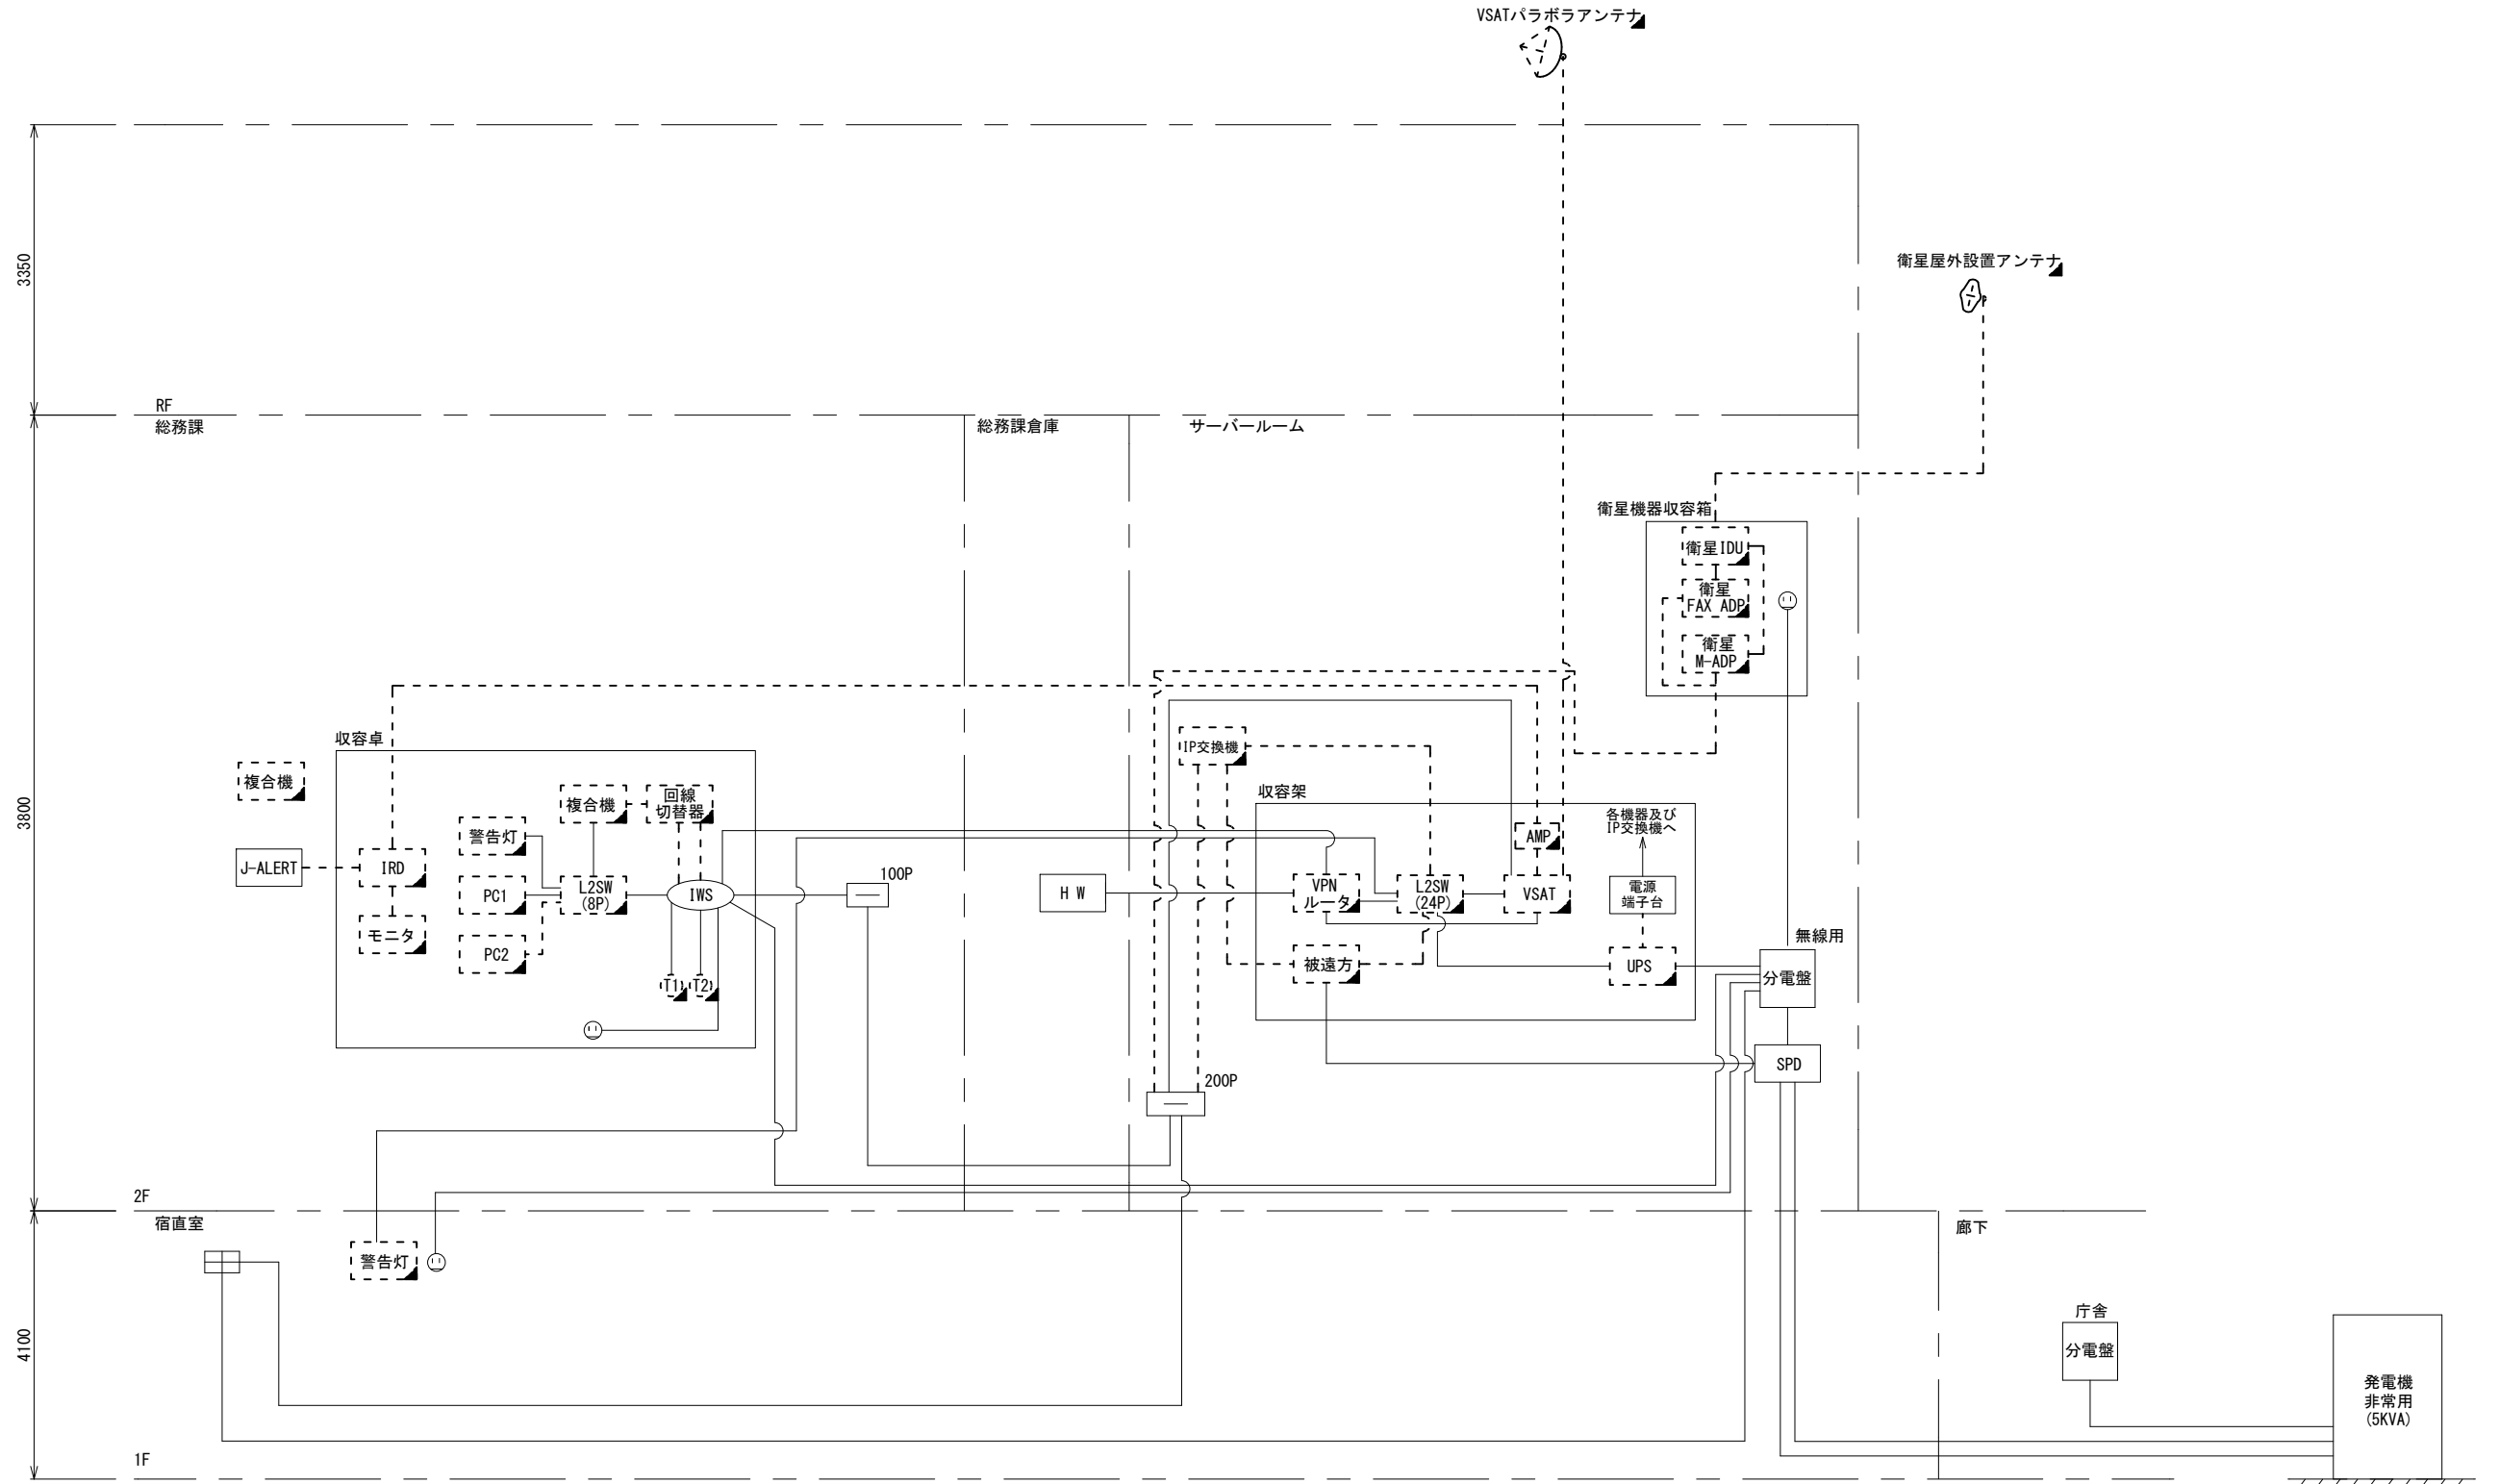 VSATパラボラアンテナ
3350
衛星屋外設置アンテナ
RF
総務課
総務課倉庫
サーバールーム
衛星機器収容箱
衛星IDU
衛星
FAX ADP
衛星
M-ADP
3800
収容卓
複合機
J-ALERT
IRD
モニタ
警告灯
PC1
PC2
複合機
回線
切替器
L2SW
(8P)
IWS
T1
T2
100P
IP交換機
収容架
H W
VPN
ルータ
L2SW
(24P)
AMP
VSAT
各機器及び
IP交換機へ
電源
端子台
被遠方
UPS
無線用
分電盤
SPD
200P
2F
宿直室
廊下
警告灯
4100
庁舎
分電盤
発電機
非常用
(5KVA)
1F